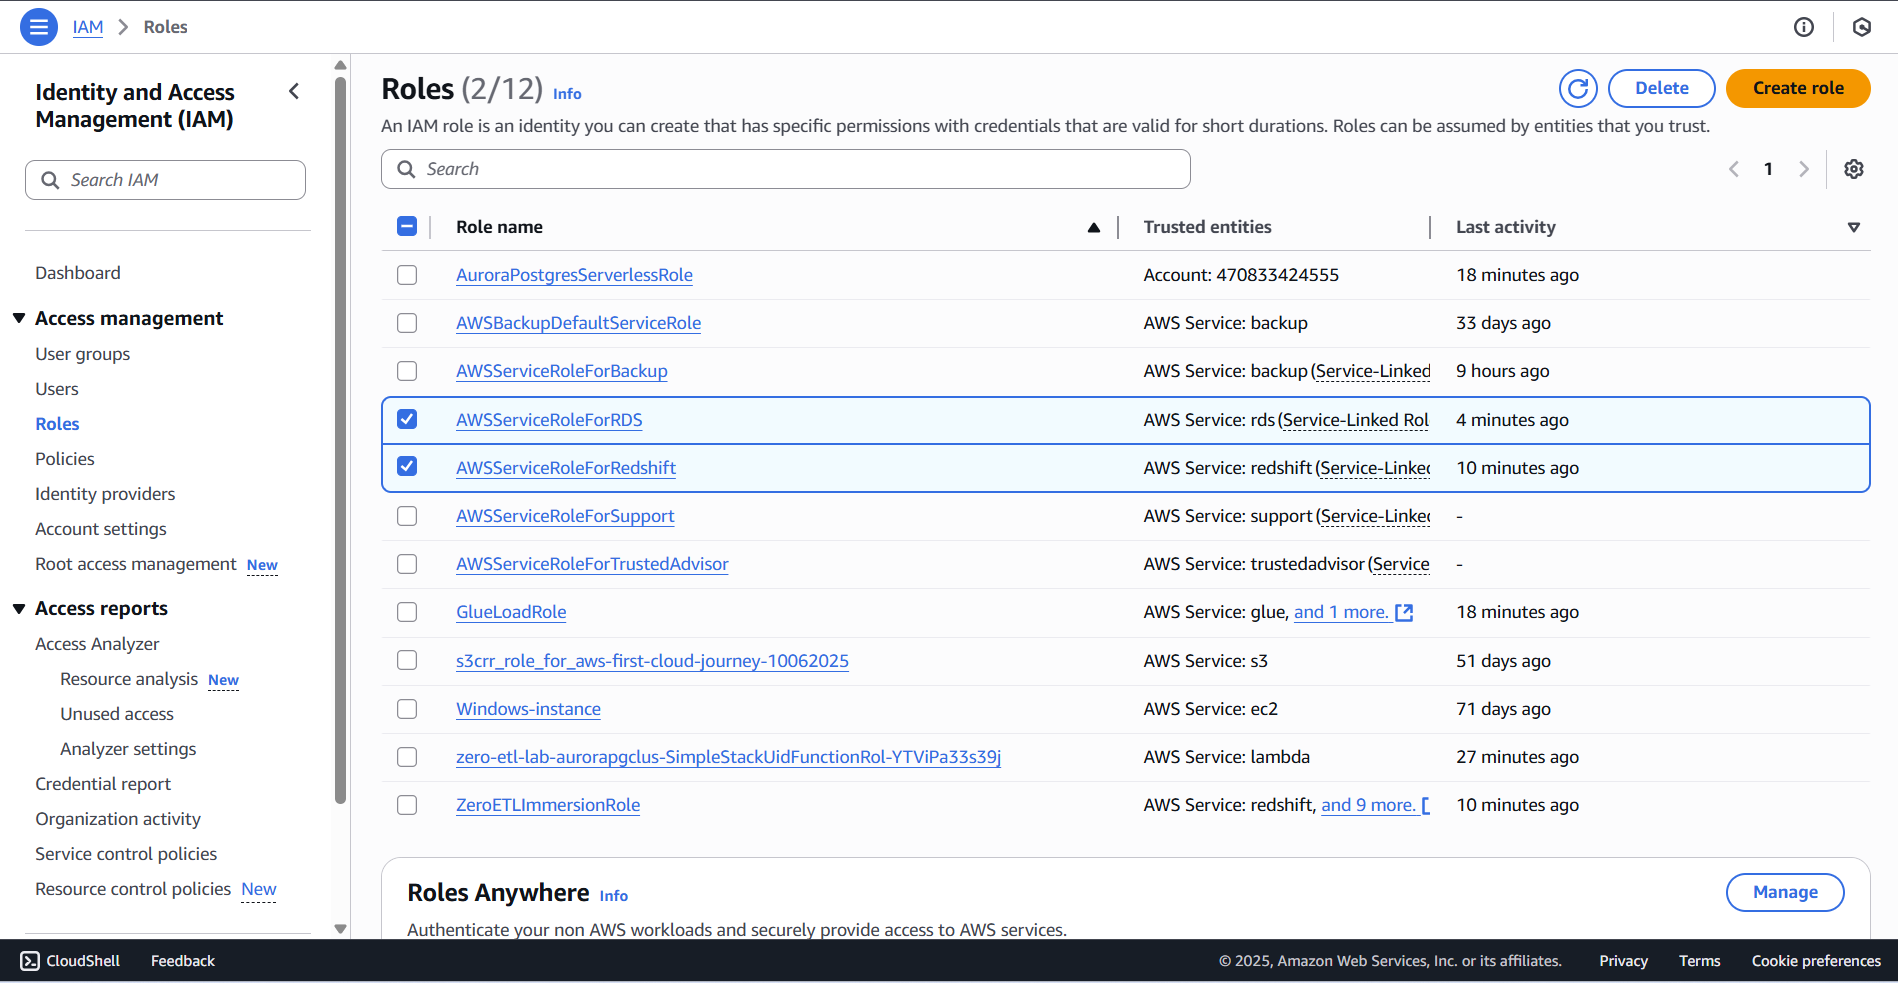 IAM > Roles
Identity and Access
Management (IAM)
Search IAM
Dashboard
Access management
User groups
Users
Roles
Policies
Identity providers
Account settings
Root access management New
Access reports
Access Analyzer
Resource analysis New
Unused access
Analyzer settings
Credential report
Organization activity
Service control policies
Resource control policies New
Roles (2/12) Info
Delete
Create role
An IAM role is an identity you can create that has specific permissions with credentials that are valid for short durations. Roles can be assumed by entities that you trust.
Search
1
Role name Trusted entities Last activity
AuroraPostgresServerlessRole Account: 470833424555 18 minutes ago
AWSBackupDefaultServiceRole AWS Service: backup 33 days ago
AWSServiceRoleForBackup AWS Service: backup (Service-Linked 9 hours ago
AWSServiceRoleForRDS AWS Service: rds (Service-Linked Rol 4 minutes ago
AWSServiceRoleForRedshift AWS Service: redshift (Service-Linked 10 minutes ago
AWSServiceRoleForSupport AWS Service: support (Service-Linked -
AWSServiceRoleForTrustedAdvisor AWS Service: trustedadvisor (Service -
GlueLoadRole AWS Service: glue, and 1 more. 18 minutes ago
s3crr_role_for_aws-first-cloud-journey-10062025 AWS Service: s3 51 days ago
Windows-instance AWS Service: ec2 71 days ago
zero-etl-lab-aurorapgclus-SimpleStackUidFunctionRol-YTViPa33s39j AWS Service: lambda 27 minutes ago
ZeroETLImmersionRole AWS Service: redshift, and 9 more. 10 minutes ago
Roles Anywhere Info
Manage
Authenticate your non AWS workloads and securely provide access to AWS services.
CloudShell Feedback © 2025, Amazon Web Services, Inc. or its affiliates. Privacy Terms Cookie preferences